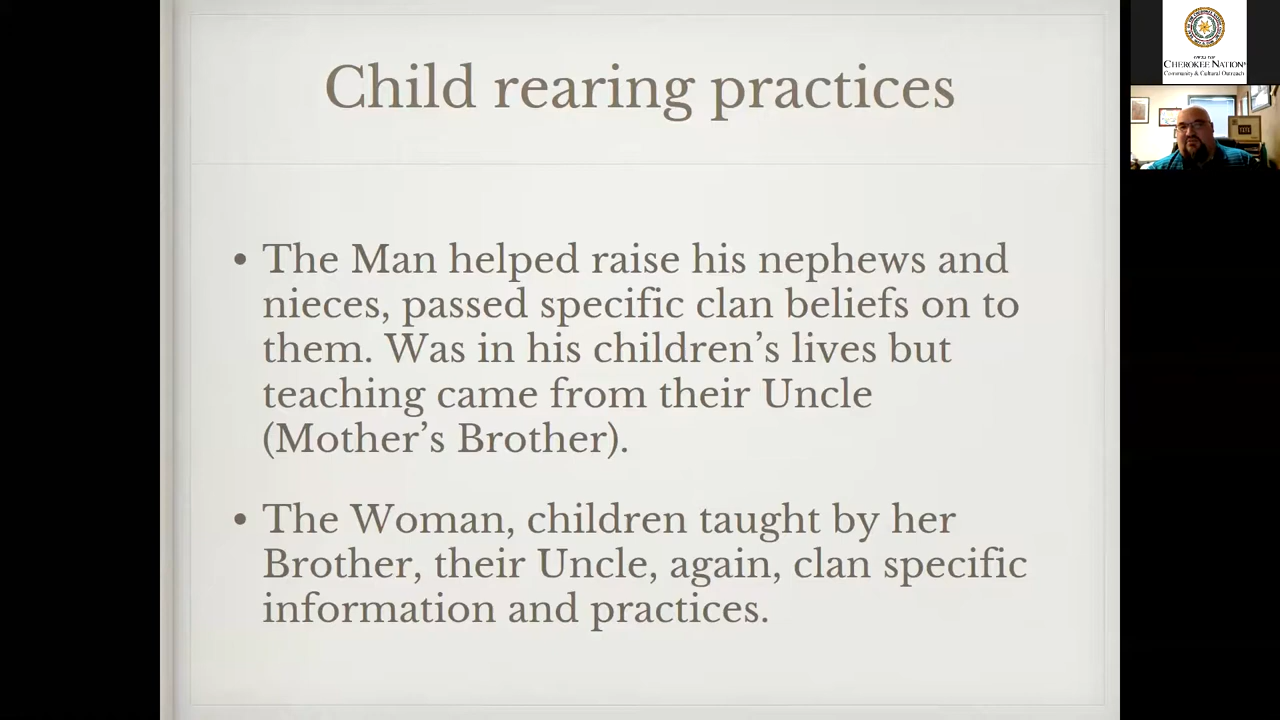 Child rearing practices
• The Man helped raise his nephews and
nieces, passed specific clan beliefs on to
them. Was in his children’s lives but
teaching came from their Uncle
(Mother’s Brother).
• The Woman, children taught by her
Brother, their Uncle, again, clan specific
information and practices.
CHEROKEE NATION®
Community & Cultural Outreach